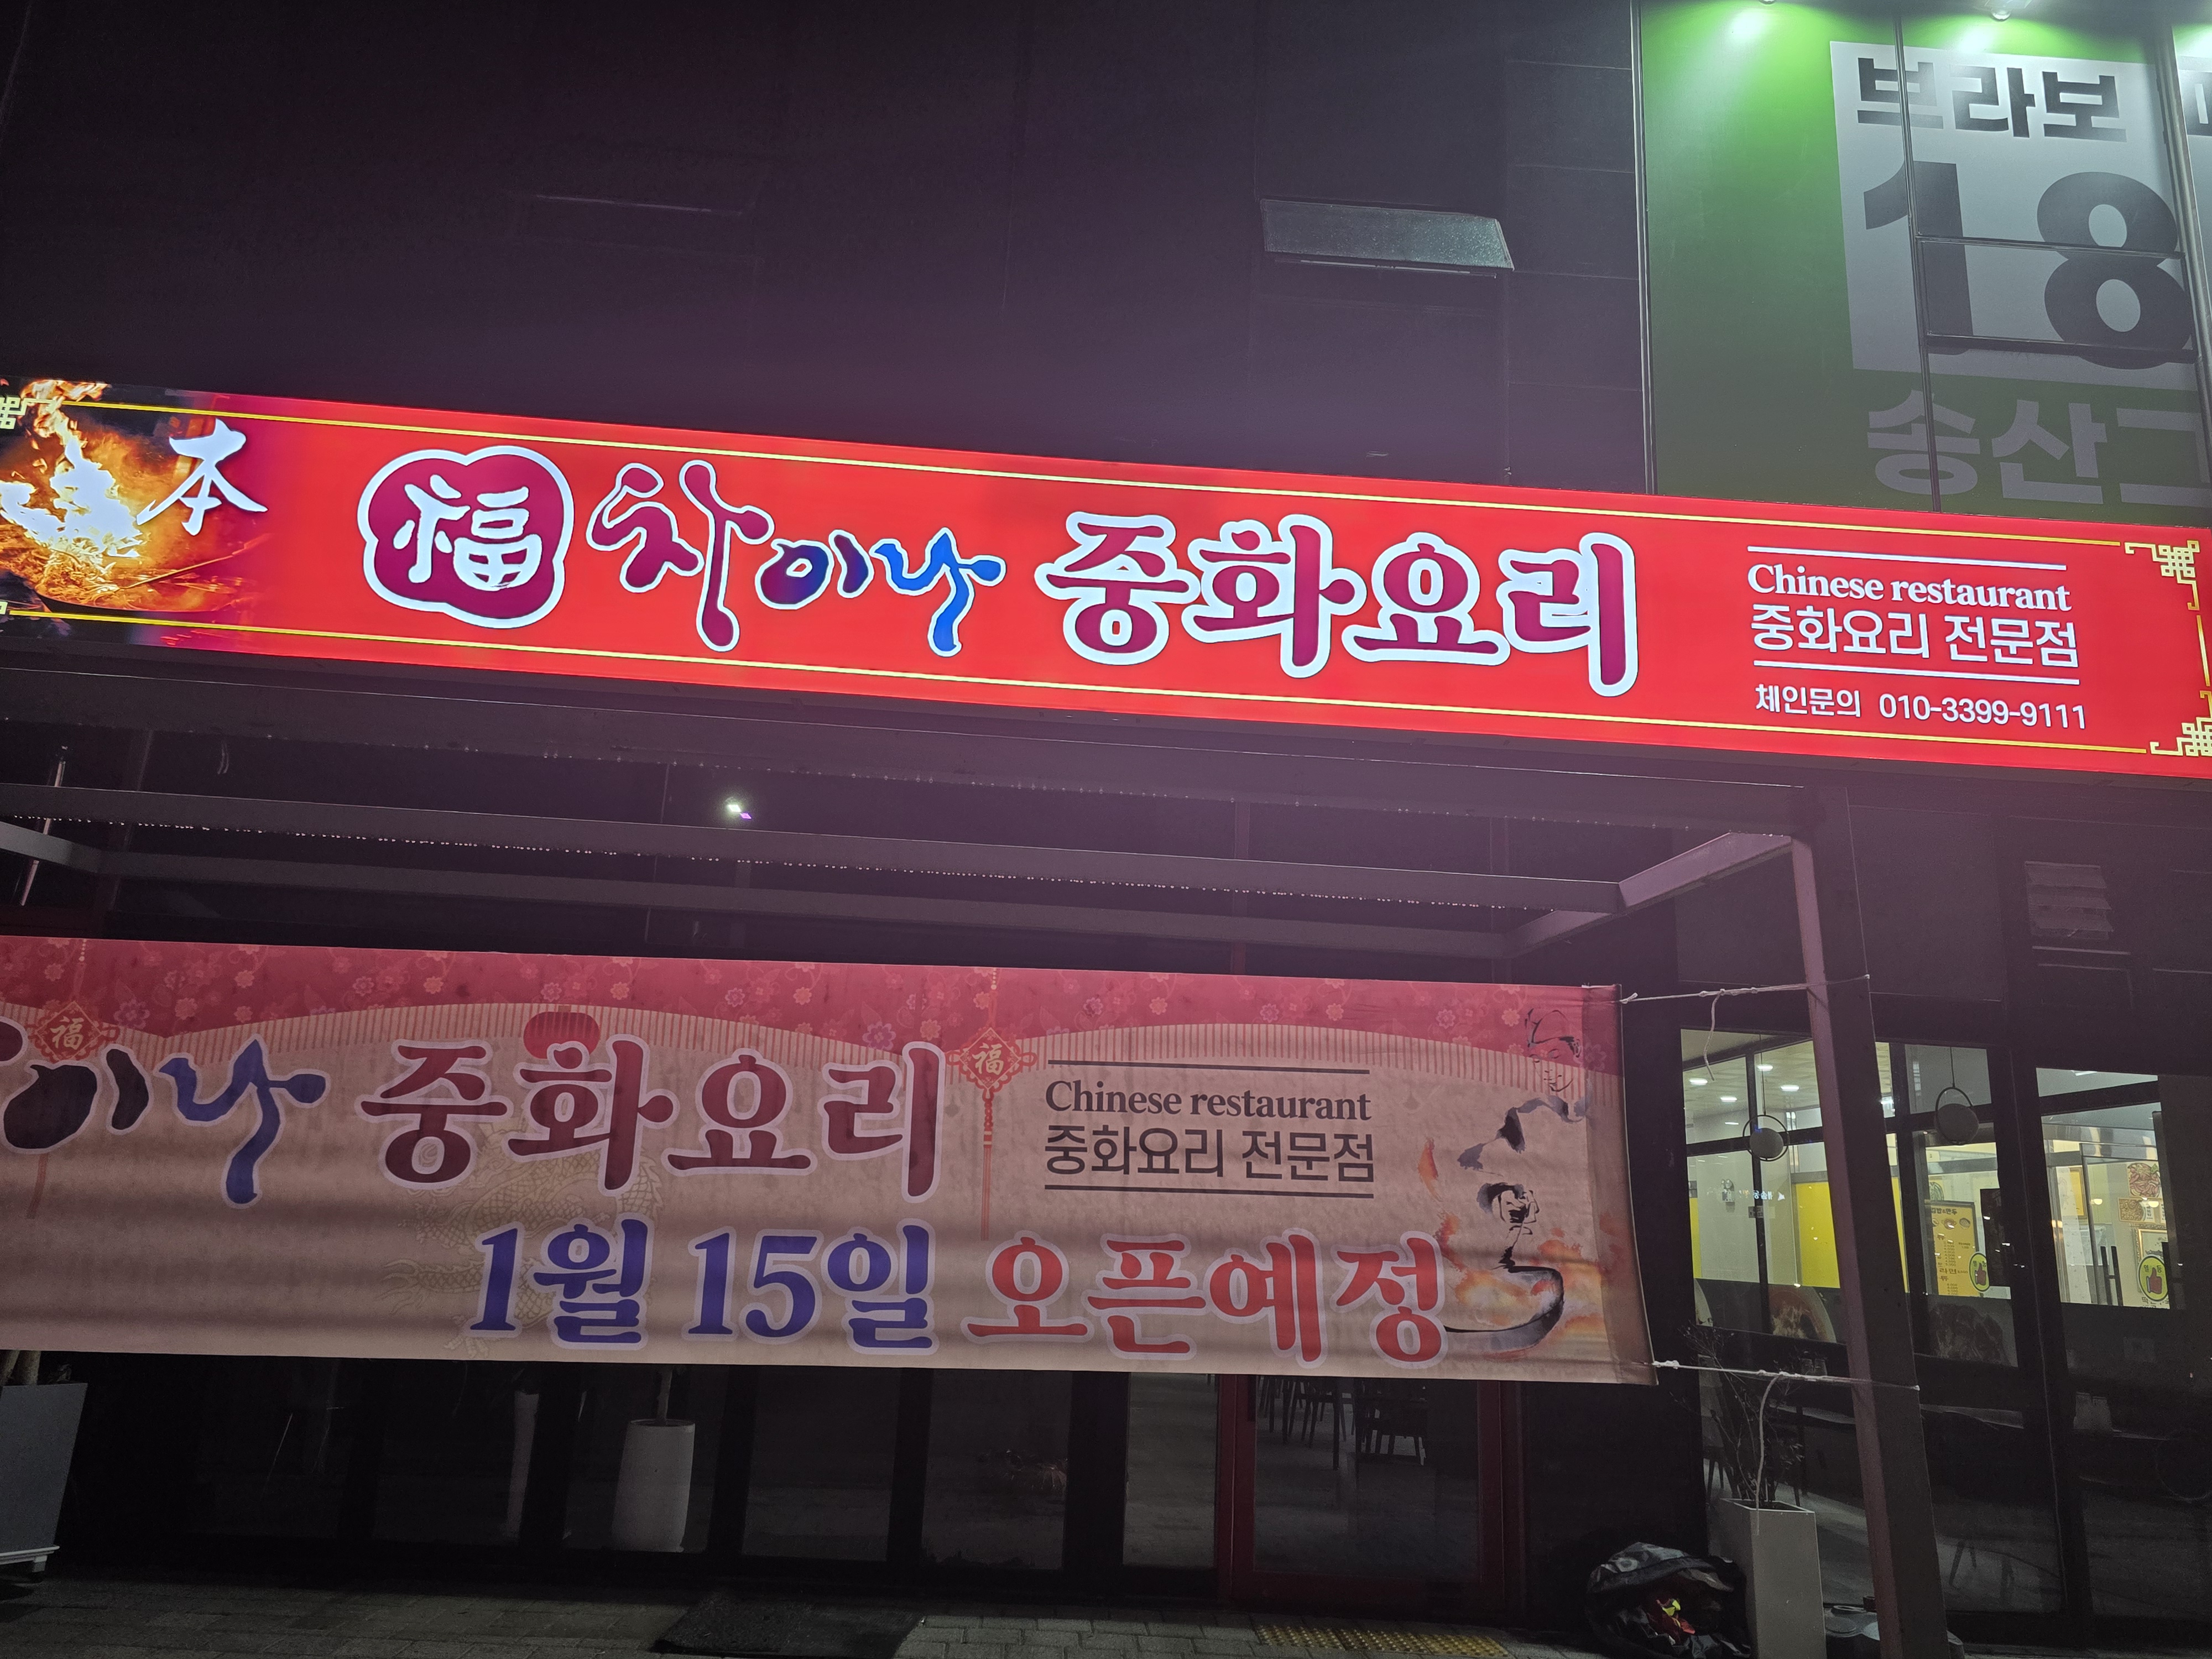 브라보
18
송산그
本 福 차이나 중화요리
Chinese restaurant
중화요리 전문점
체인문의 010-3399-9111
福
福
이나 중화요리
Chinese restaurant
중화요리 전문점
1월 15일 오픈예정